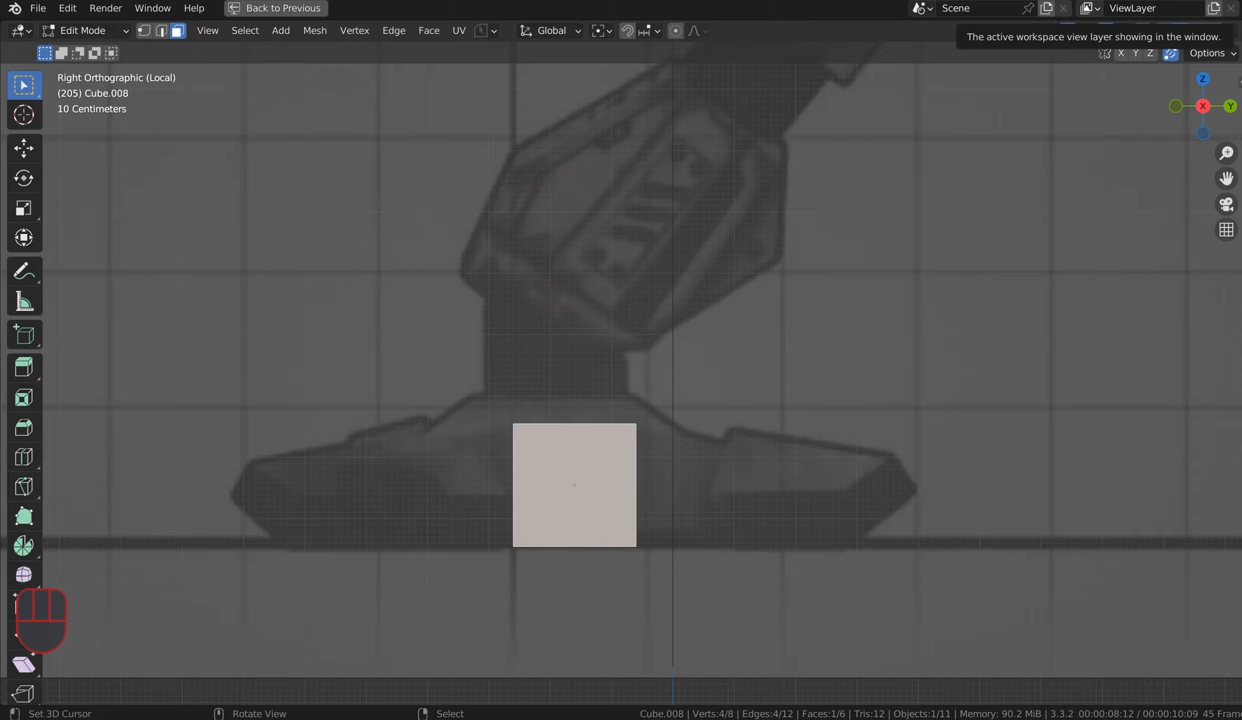 File Edit Render Window Help Back to Previous Scene ViewLayer
Edit Mode View Select Add Mesh Vertex Edge Face UV Global
The active workspace view layer showing in the window.
X Y Z Options
Right Orthographic (Local)
(205) Cube.008
10 Centimeters
Z
X
Y
Set 3D Cursor Rotate View Select Cube.008 | Verts:4/8 | Edges:4/12 | Faces:1/6 | Tris:12 | Objects:1/11 | Memory: 90.2 MiB | 3.3.2 00:00:08:12 / 00:00:10:09 45 Fram